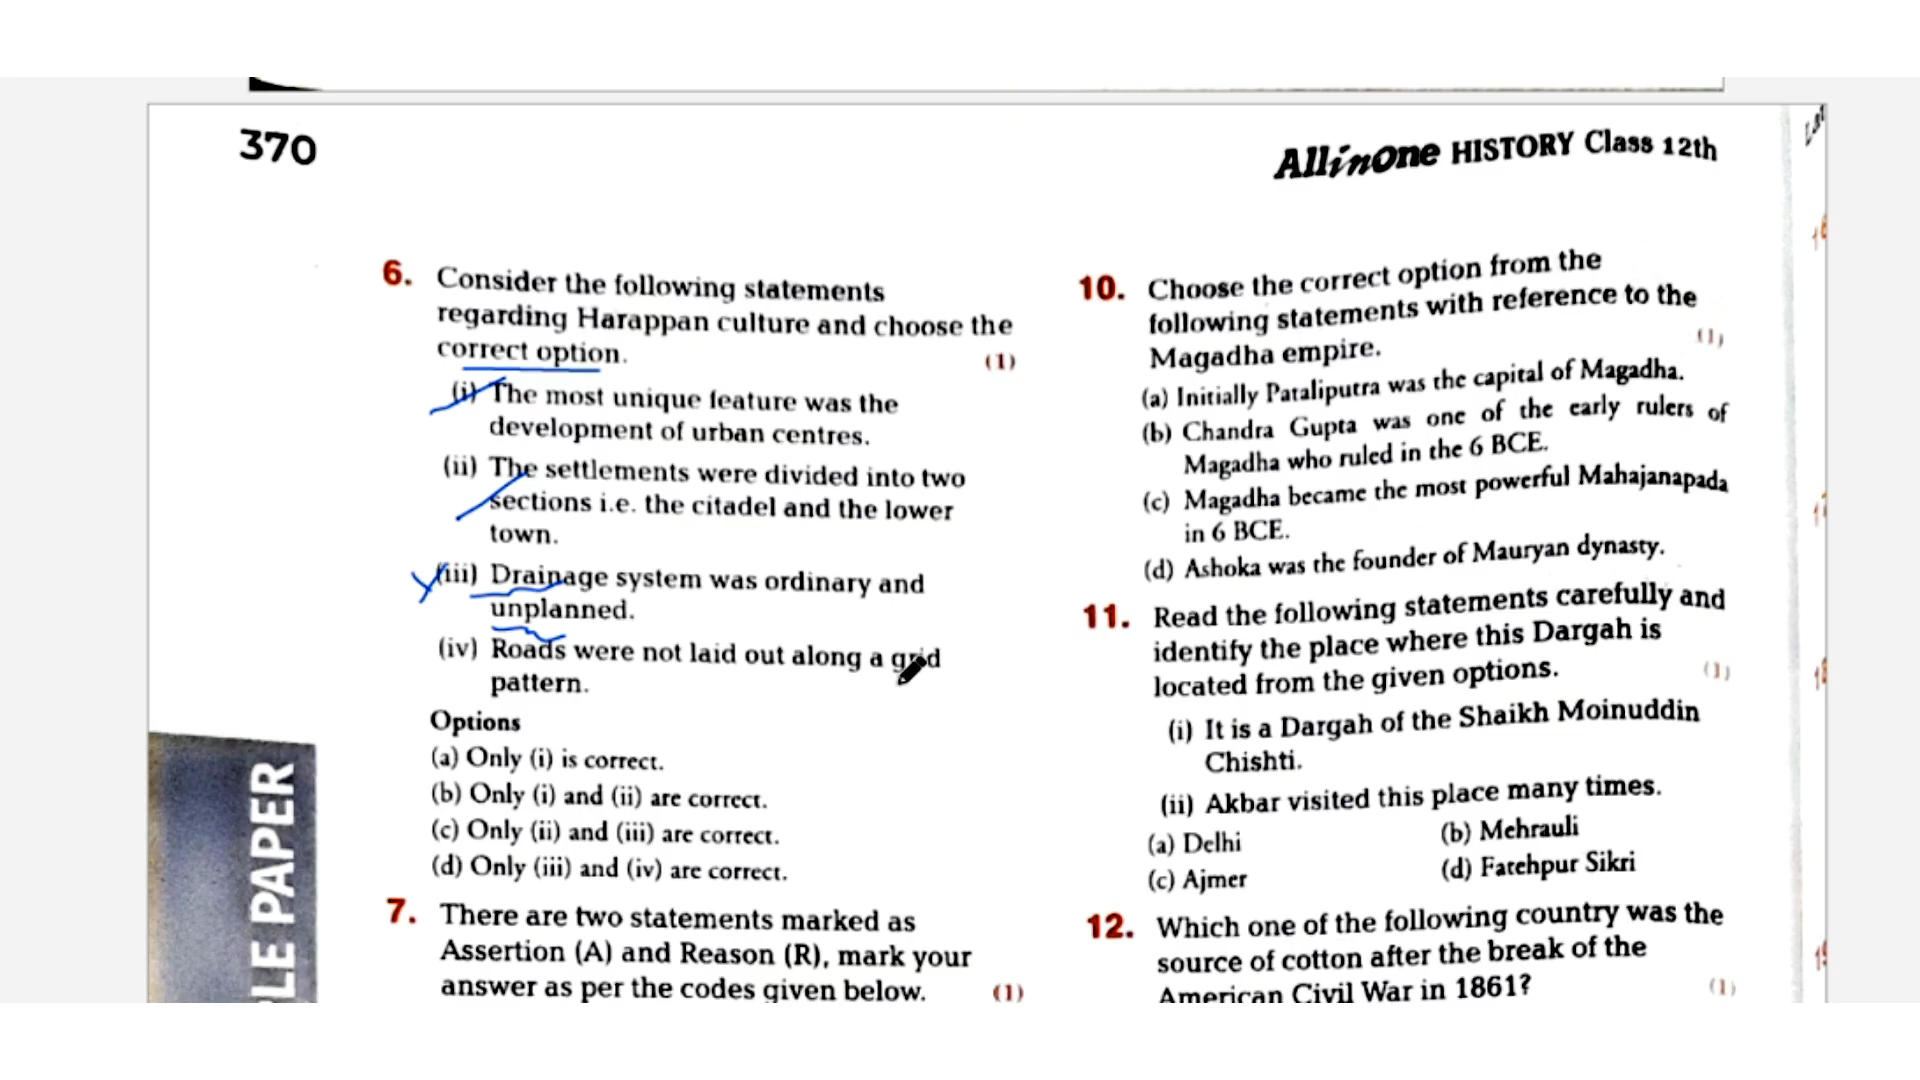 370
All in One HISTORY Class 12th
6. Consider the following statements
regarding Harappan culture and choose the
correct option. (1)
(i) The most unique feature was the
development of urban centres.
(ii) The settlements were divided into two
sections i.e. the citadel and the lower
town.
(iii) Drainage system was ordinary and
unplanned.
(iv) Roads were not laid out along a grid
pattern.
Options
(a) Only (i) is correct.
(b) Only (i) and (ii) are correct.
(c) Only (ii) and (iii) are correct.
(d) Only (iii) and (iv) are correct.
7. There are two statements marked as
Assertion (A) and Reason (R), mark your
answer as per the codes given below. (1)
10. Choose the correct option from the
following statements with reference to the
Magadha empire. (1)
(a) Initially Pataliputra was the capital of Magadha.
(b) Chandra Gupta was one of the early rulers of
Magadha who ruled in the 6 BCE.
(c) Magadha became the most powerful Mahajanapada
in 6 BCE.
(d) Ashoka was the founder of Mauryan dynasty.
11. Read the following statements carefully and
identify the place where this Dargah is
located from the given options. (1)
(i) It is a Dargah of the Shaikh Moinuddin
Chishti.
(ii) Akbar visited this place many times.
(a) Delhi (b) Mehrauli
(c) Ajmer (d) Fatehpur Sikri
12. Which one of the following country was the
source of cotton after the break of the
American Civil War in 1861? (1)
LE PAPER